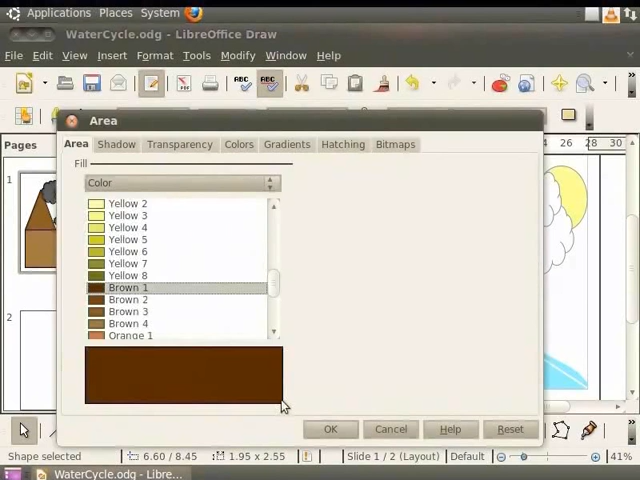 Applications Places System
WaterCycle.odg - LibreOffice Draw
File Edit View Insert Format Tools Modify Window Help
ABC ABC
Area
Pages
26 28 30
Area Shadow Transparency Colors Gradients Hatching Bitmaps
Fill
1
Color
Yellow 2
Yellow 3
Yellow 4
Yellow 5
Yellow 6
Yellow 7
Yellow 8
Brown 1
Brown 2
2
Brown 3
Brown 4
Orange 1
OK Cancel Help Reset
Shape selected 6.60 / 8.45 1.95 x 2.55 Slide 1 / 2 (Layout) Default 41%
WaterCycle.odg - Libre...